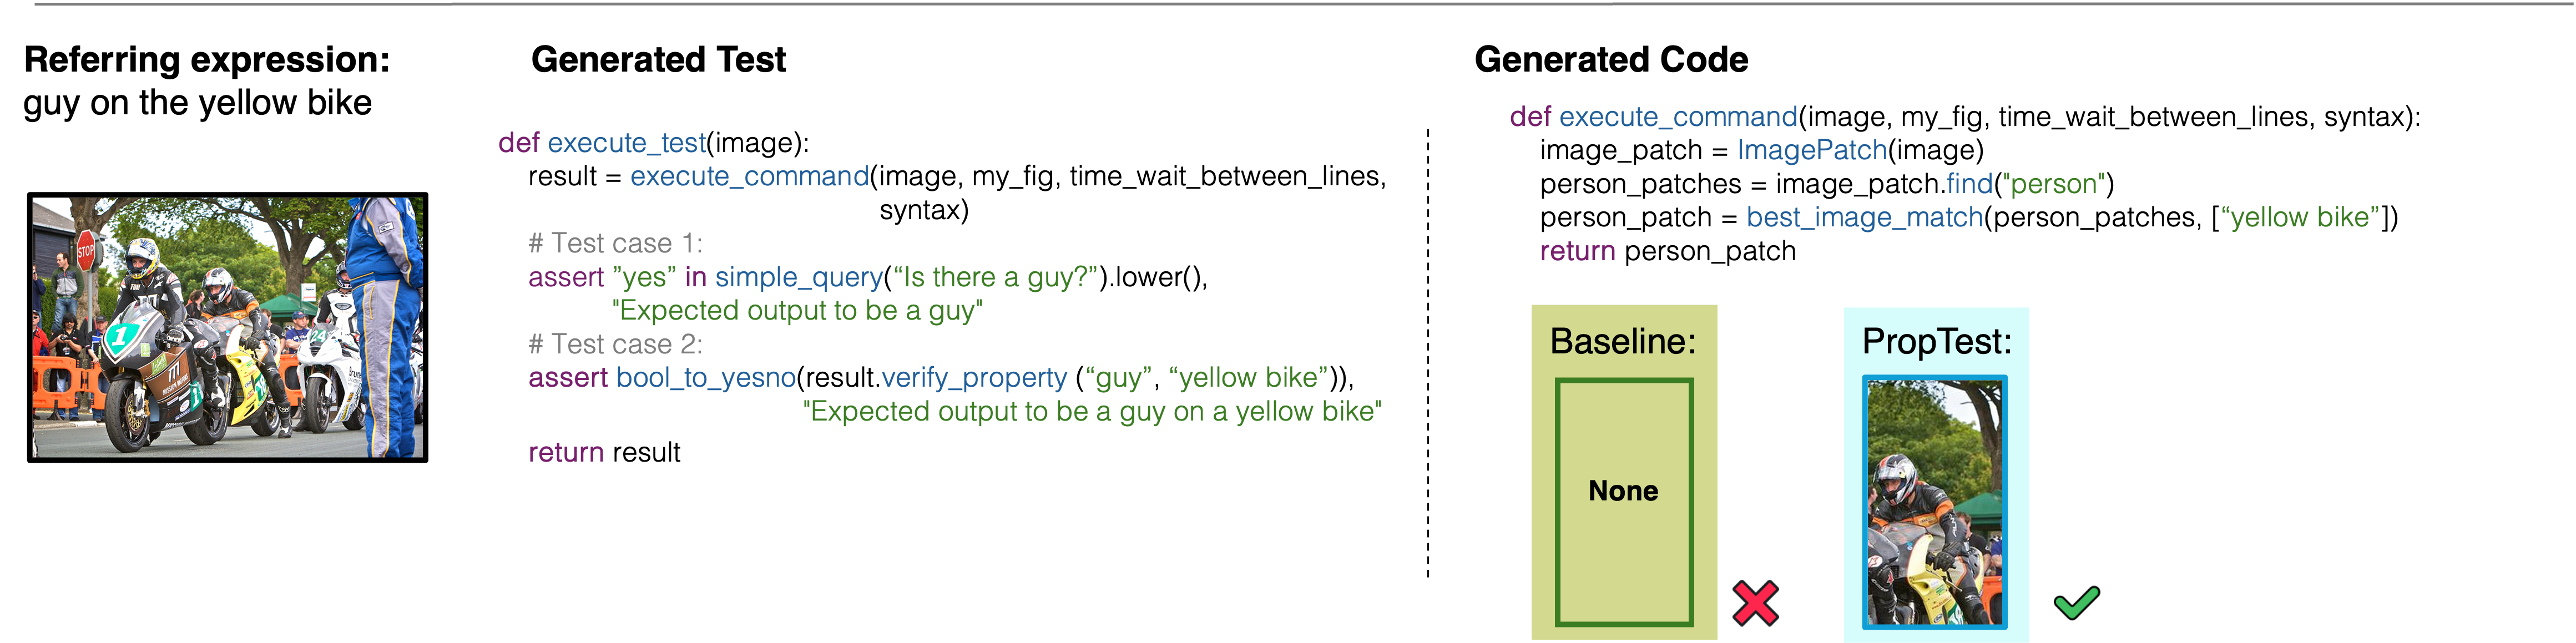 Referring expression:
guy on the yellow bike
STOP
1
24
Generated Test
def execute_test(image):
result = execute_command(image, my_fig, time_wait_between_lines,
syntax)
# Test case 1:
assert ”yes” in simple_query(“Is there a guy?”).lower(),
"Expected output to be a guy"
# Test case 2:
assert bool_to_yesno(result.verify_property (“guy”, “yellow bike”)),
"Expected output to be a guy on a yellow bike"
return result
Generated Code
def execute_command(image, my_fig, time_wait_between_lines, syntax):
image_patch = ImagePatch(image)
person_patches = image_patch.find("person")
person_patch = best_image_match(person_patches, [“yellow bike”])
return person_patch
Baseline:
None
PropTest: